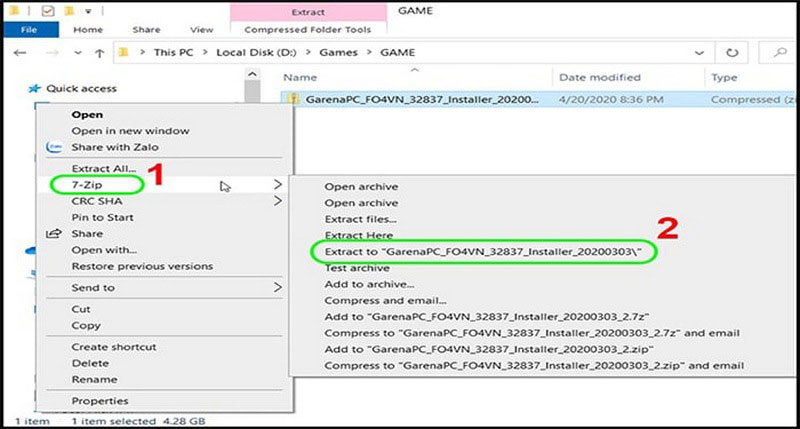 Extract
GAME
File
Home
Share
View
Compressed Folder Tools
This PC > Local Disk (D:) > Games > GAME
Quick access
Name
Date modified
Type
GarenaPC_FO4VN_32837_Installer_20200...
4/20/2020 8:36 PM
Compressed (zi
Open
Open in new window
Share with Zalo
Extract All...
7-Zip
1
CRC SHA
Pin to Start
Share
Open with...
Restore previous versions
Send to
Cut
Copy
Create shortcut
Delete
Rename
Properties
Open archive
Open archive
Extract files...
Extract Here
2
Extract to "GarenaPC_FO4VN_32837_Installer_20200303\"
Test archive
Add to archive...
Compress and email...
Add to "GarenaPC_FO4VN_32837_Installer_20200303_2.7z"
Compress to "GarenaPC_FO4VN_32837_Installer_20200303_2.7z" and email
Add to "GarenaPC_FO4VN_32837_Installer_20200303_2.zip"
Compress to "GarenaPC_FO4VN_32837_Installer_20200303_2.zip" and email
1 item
1 item selected 4.28 GB